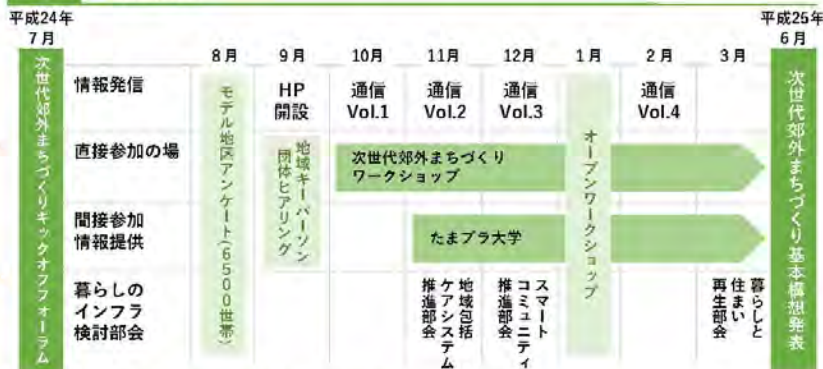 平成24年
7月
平成25年
6月
8月
9月
10月
11月
12月
1月
2月
3月
次世代郊外まちづくりキックオフフォーラム
情報発信
HP
開設
通信
Vol.1
通信
Vol.2
通信
Vol.3
通信
Vol.4
モデル地区アンケート(6500世帯)
直接参加の場
地域キーパーソン
団体ヒアリング
次世代郊外まちづくり
ワークショップ
オープンワークショップ
間接参加
情報提供
たまプラ大学
暮らしの
インフラ
検討部会
地域包括
ケアシステム
推進部会
スマート
コミュニティ
推進部会
暮らしと
住まい
再生部会
次世代郊外まちづくり基本構想発表